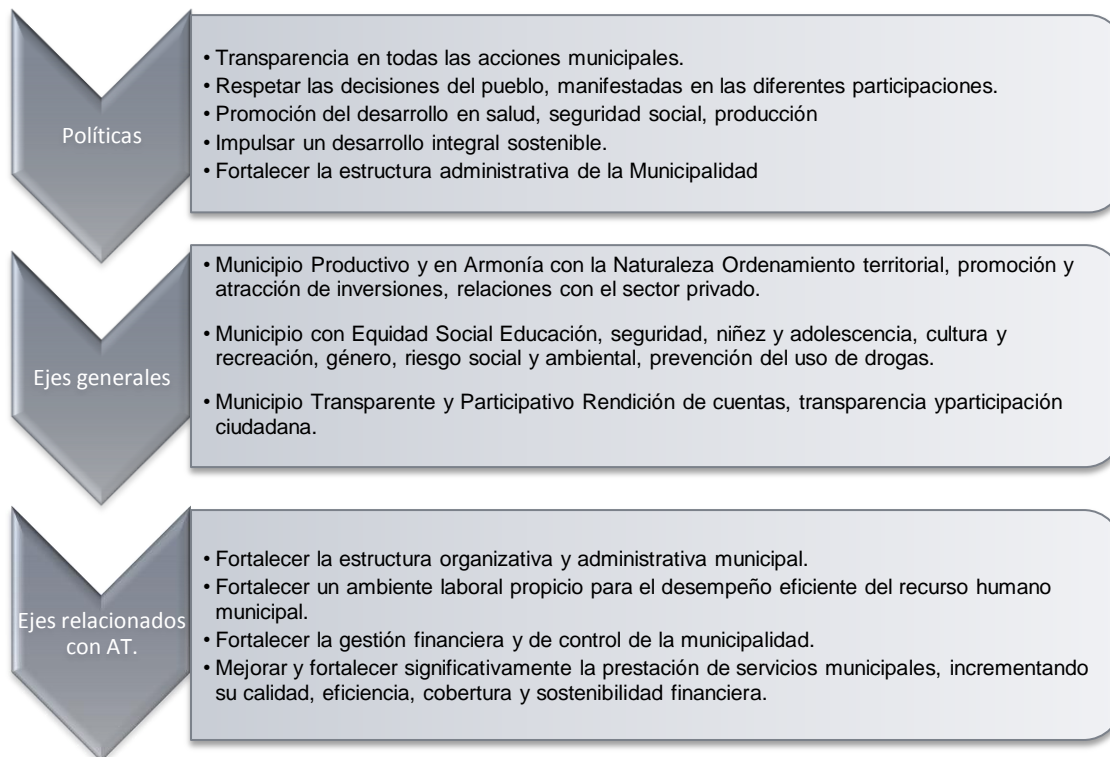 Políticas
• Transparencia en todas las acciones municipales.
• Respetar las decisiones del pueblo, manifestadas en las diferentes participaciones.
• Promoción del desarrollo en salud, seguridad social, producción
• Impulsar un desarrollo integral sostenible.
• Fortalecer la estructura administrativa de la Municipalidad
Ejes generales
• Municipio Productivo y en Armonía con la Naturaleza Ordenamiento territorial, promoción y
atracción de inversiones, relaciones con el sector privado.
• Municipio con Equidad Social Educación, seguridad, niñez y adolescencia, cultura y
recreación, género, riesgo social y ambiental, prevención del uso de drogas.
• Municipio Transparente y Participativo Rendición de cuentas, transparencia yparticipación
ciudadana.
Ejes relacionados
con AT.
• Fortalecer la estructura organizativa y administrativa municipal.
• Fortalecer un ambiente laboral propicio para el desempeño eficiente del recurso humano
municipal.
• Fortalecer la gestión financiera y de control de la municipalidad.
• Mejorar y fortalecer significativamente la prestación de servicios municipales, incrementando
su calidad, eficiencia, cobertura y sostenibilidad financiera.